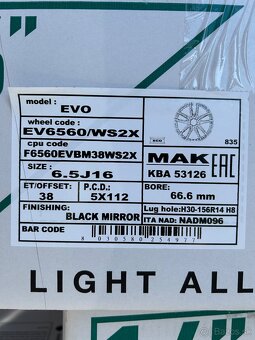 model : EVO
835
wheel code :
EV6560/WS2X
cpu code
F6560EVBM38WS2X
MAK EAC
SIZE :
6.5J16
KBA 53126
ET/OFFSET: P.C.D.: BORE:
38 5X112 66.6 mm
FINISHING: Lug hole:H30-156R14 H8
BLACK MIRROR ITA NAD: NADM096
BAR CODE
8030580254977
LIGHT ALL